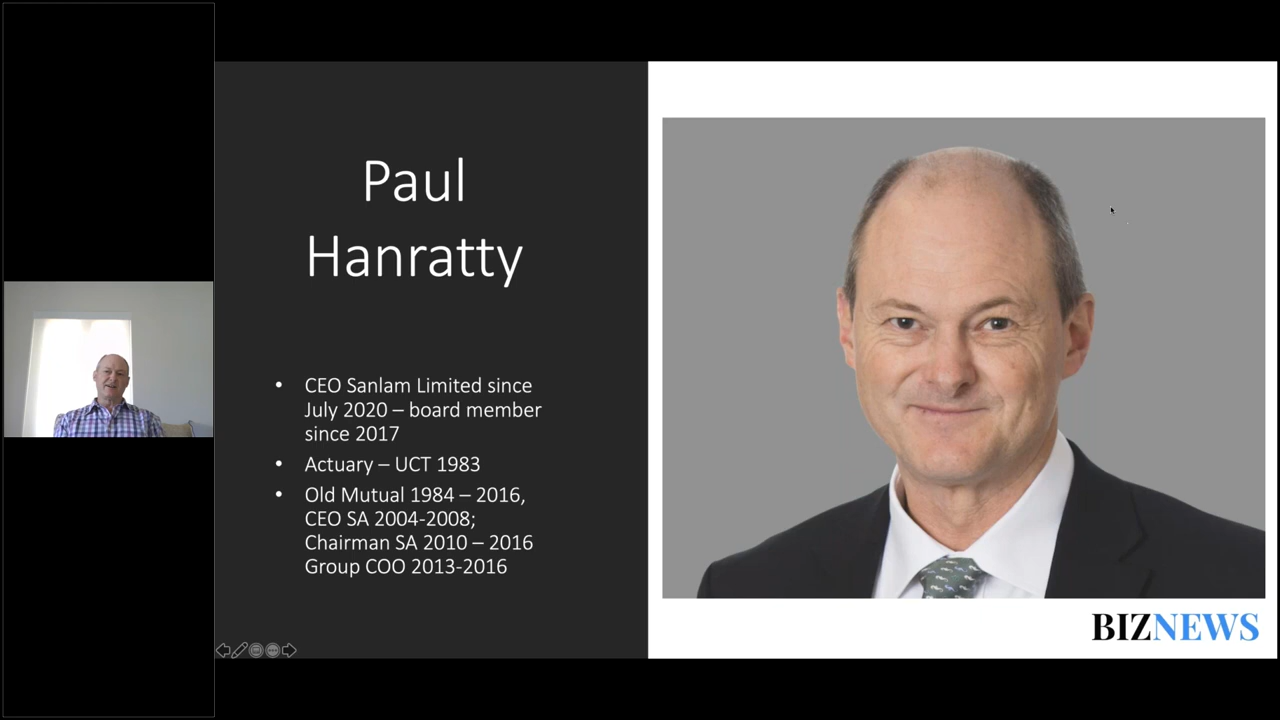 Paul
Hanratty
• CEO Sanlam Limited since
July 2020 – board member
since 2017
• Actuary – UCT 1983
• Old Mutual 1984 – 2016,
CEO SA 2004-2008;
Chairman SA 2010 – 2016
Group COO 2013-2016
BIZNEWS